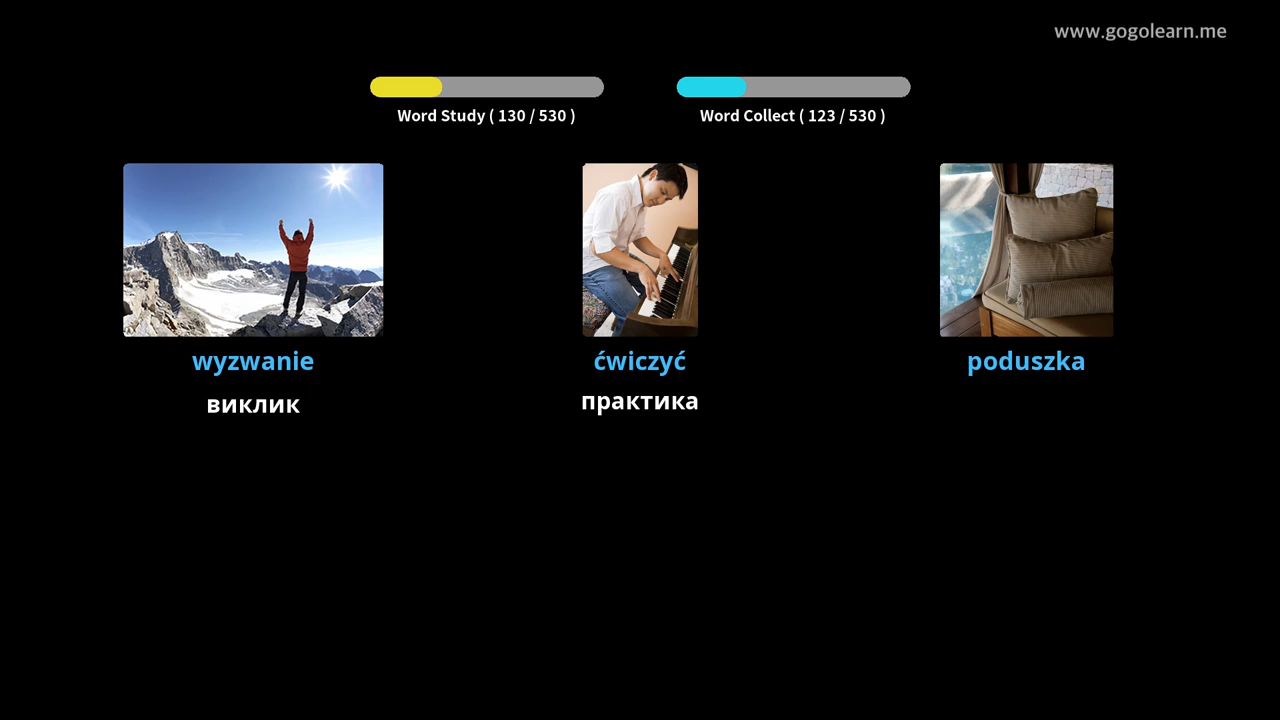 www.gogolearn.me
Word Study ( 130 / 530 )
Word Collect ( 123 / 530 )
wyzwanie
ćwiczyć
poduszka
виклик
практика